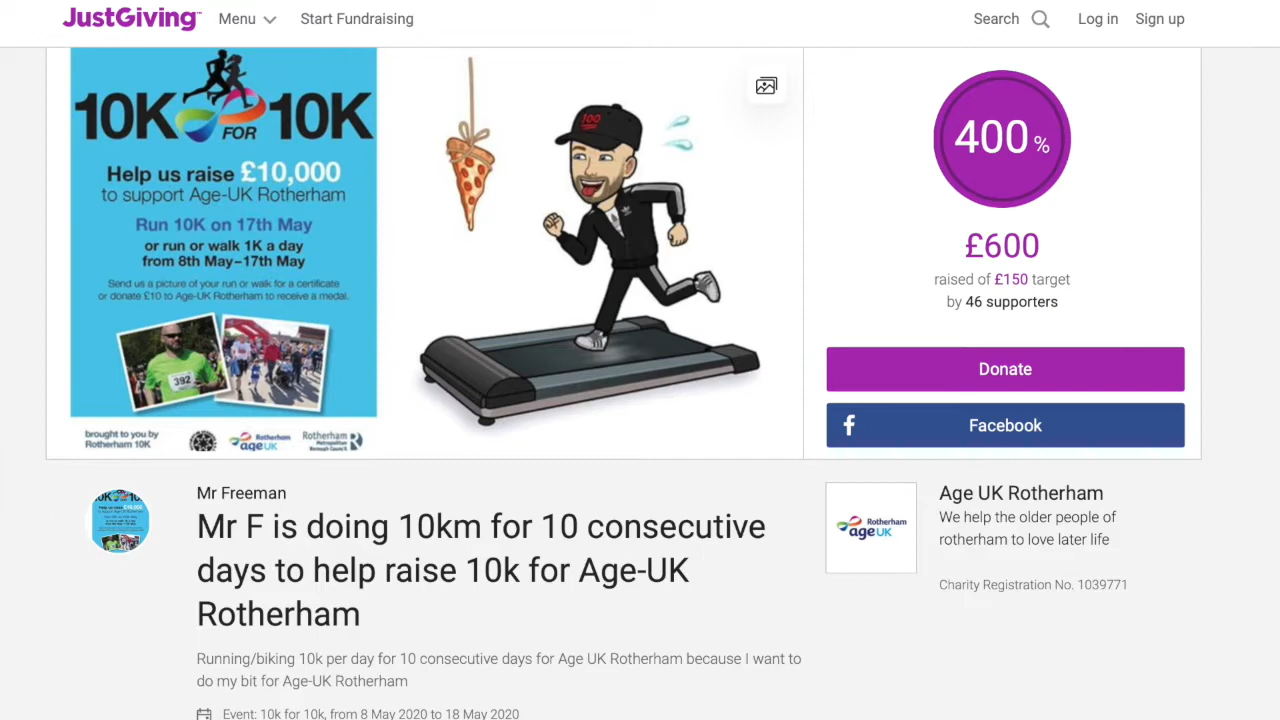 JustGiving™
Menu
Start Fundraising
Search
Log in
Sign up
10K FOR 10K
Help us raise £10,000
to support Age-UK Rotherham
Run 10K on 17th May
or run or walk 1K a day
from 8th May–17th May
Send us a picture of your run or walk for a certificate
or donate £10 to Age-UK Rotherham to receive a medal.
392
brought to you by
Rotherham 10K
Rotherham
age UK
Rotherham
Metropolitan
Borough Council
100
400 %
£600
raised of £150 target
by 46 supporters
Donate
Facebook
Mr Freeman
Mr F is doing 10km for 10 consecutive
days to help raise 10k for Age-UK
Rotherham
Running/biking 10k per day for 10 consecutive days for Age UK Rotherham because I want to
do my bit for Age-UK Rotherham
Event: 10k for 10k, from 8 May 2020 to 18 May 2020
Rotherham
age UK
Age UK Rotherham
We help the older people of
rotherham to love later life
Charity Registration No. 1039771